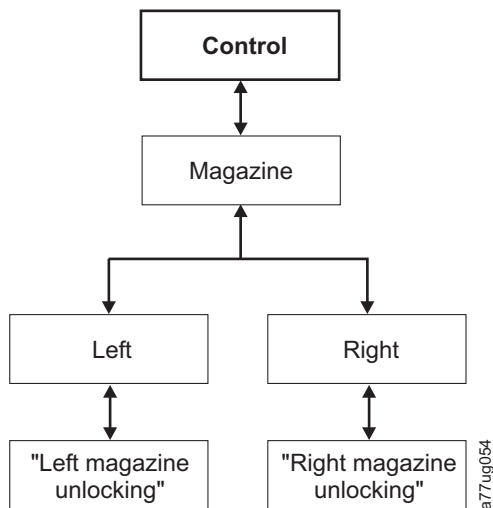 Control
Magazine
Left
Right
"Left magazine
unlocking"
"Right magazine
unlocking"
a77ug054